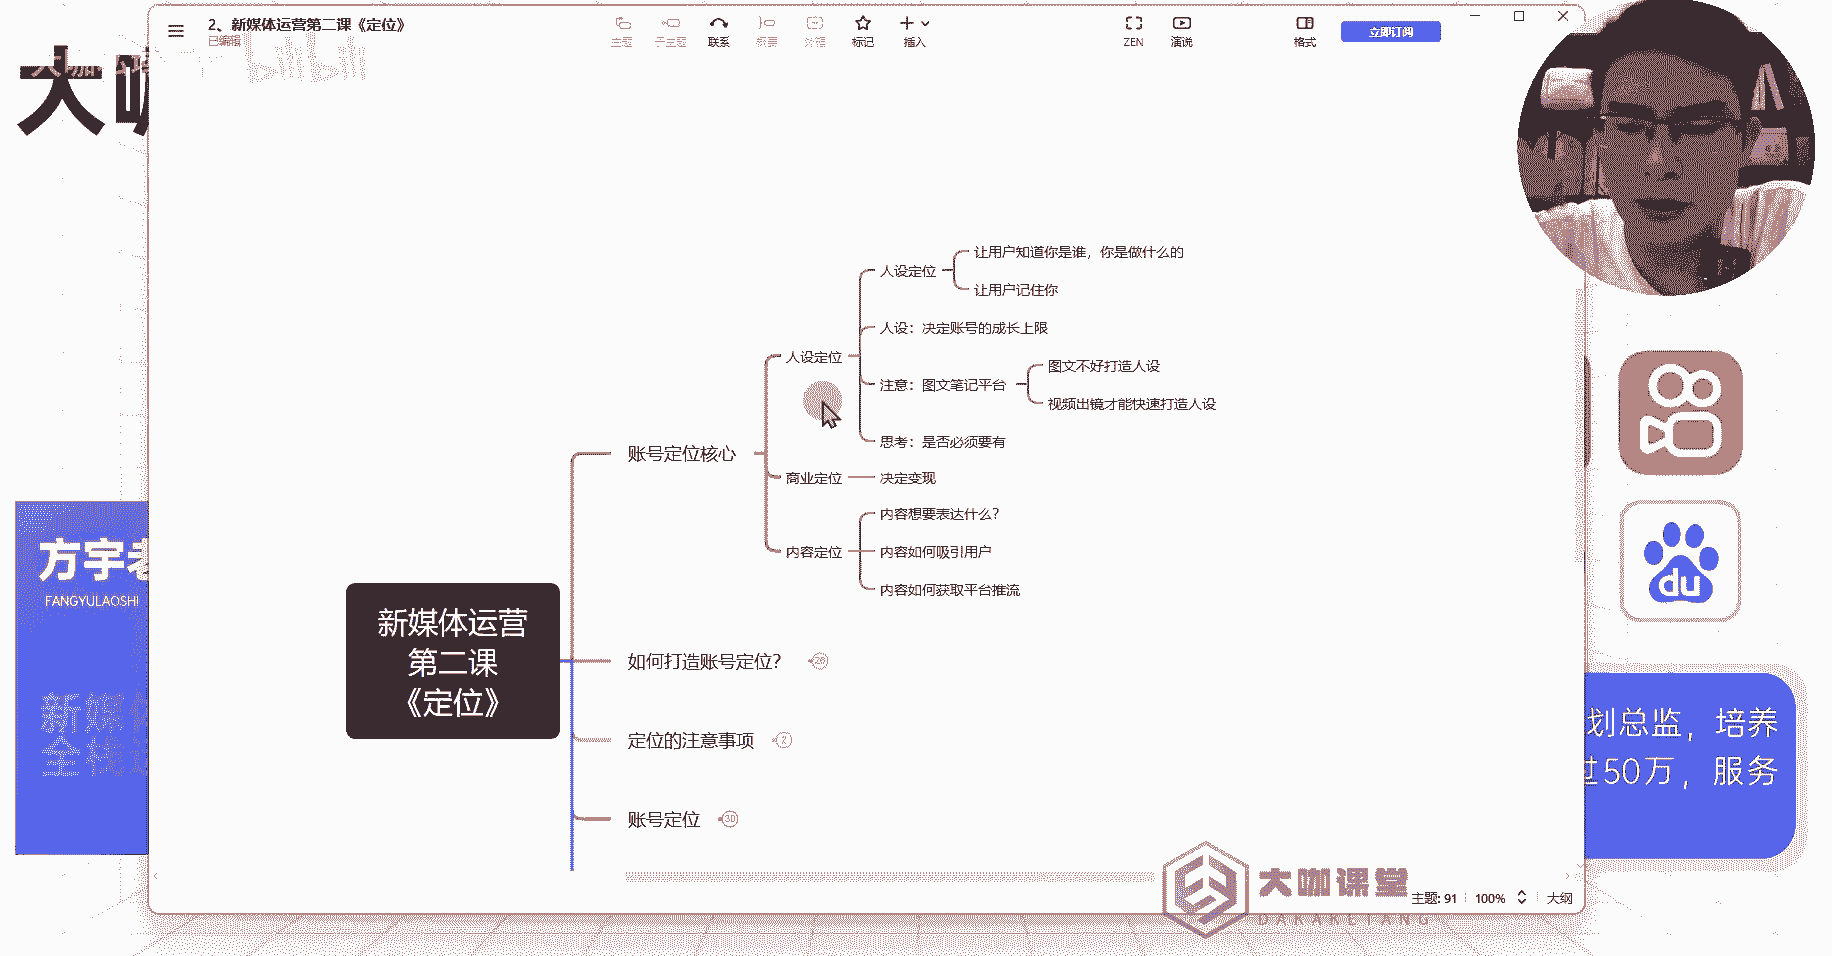 2、新媒体运营第二课《定位》
已编辑
主题
子主题
联系
概要
外框
标记
插入
ZEN
演说
格式
立即订阅
大咖
bilibili
让用户知道你是谁，你是做什么的
人设定位
让用户记住你
人设：决定账号的成长上限
人设定位
图文不好打造人设
注意：图文笔记平台
视频出镜才能快速打造人设
思考：是否必须要有
账号定位核心
商业定位
决定变现
内容想要表达什么？
内容定位
内容如何吸引用户
内容如何获取平台推流
方宇老
FANGYULAOSHI
新媒体运营
第二课
《定位》
如何打造账号定位？
26
定位的注意事项
2
账号定位
30
新媒体
全栈
du
划总监，培养
过50万，服务
大咖课堂
DAKAKETANG
主题: 91
100%
大纲